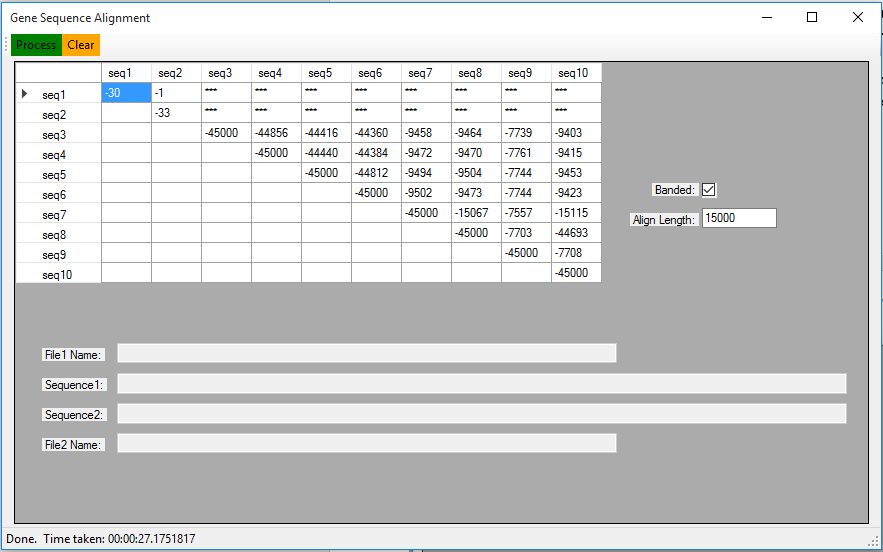 Gene Sequence Alignment
Process Clear
seq1 seq2 seq3 seq4 seq5 seq6 seq7 seq8 seq9 seq10
seq1 -30 -1 *** *** *** *** *** *** *** ***
seq2 -33 *** *** *** *** *** *** *** ***
seq3 -45000 -44856 -44416 -44360 -9458 -9464 -7739 -9403
seq4 -45000 -44440 -44384 -9472 -9470 -7761 -9415
seq5 -45000 -44812 -9494 -9504 -7744 -9453
seq6 -45000 -9502 -9473 -7744 -9423
seq7 -45000 -15067 -7557 -15115
seq8 -45000 -7703 -44693
seq9 -45000 -7708
seq10 -45000
Banded:
Align Length: 15000
File1 Name:
Sequence1:
Sequence2:
File2 Name:
Done. Time taken: 00:00:27.1751817